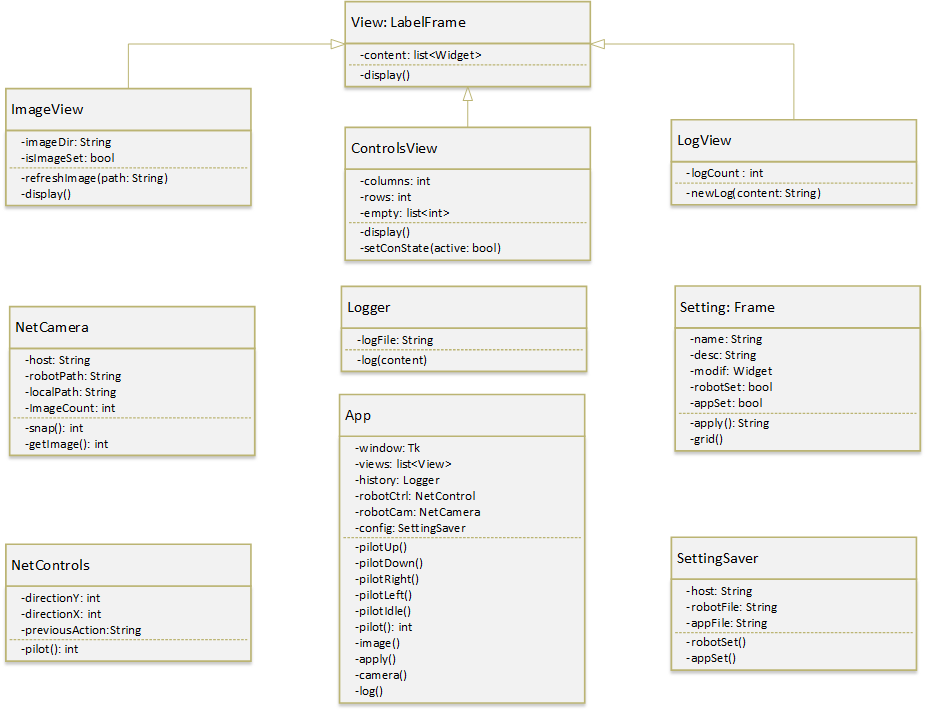 View: LabelFrame
-content: list<Widget>
-display()
ImageView
-imageDir: String
-isImageSet: bool
-refreshImage(path: String)
-display()
ControlsView
-columns: int
-rows: int
-empty: list<int>
-display()
-setConState(active: bool)
LogView
-logCount : int
-newLog(content: String)
NetCamera
-host: String
-robotPath: String
-localPath: String
-ImageCount: int
-snap(): int
-getImage(): int
Logger
-logFile: String
-log(content)
Setting: Frame
-name: String
-desc: String
-modif: Widget
-robotSet: bool
-appSet: bool
-apply(): String
-grid()
App
-window: Tk
-views: list<View>
-history: Logger
-robotCtrl: NetControl
-robotCam: NetCamera
-config: SettingSaver
-pilotUp()
-pilotDown()
-pilotRight()
-pilotLeft()
-pilotIdle()
-pilot(): int
-image()
-apply()
-camera()
-log()
NetControls
-directionY: int
-directionX: int
-previousAction:String
-pilot(): int
SettingSaver
-host: String
-robotFile: String
-appFile: String
-robotSet()
-appSet()